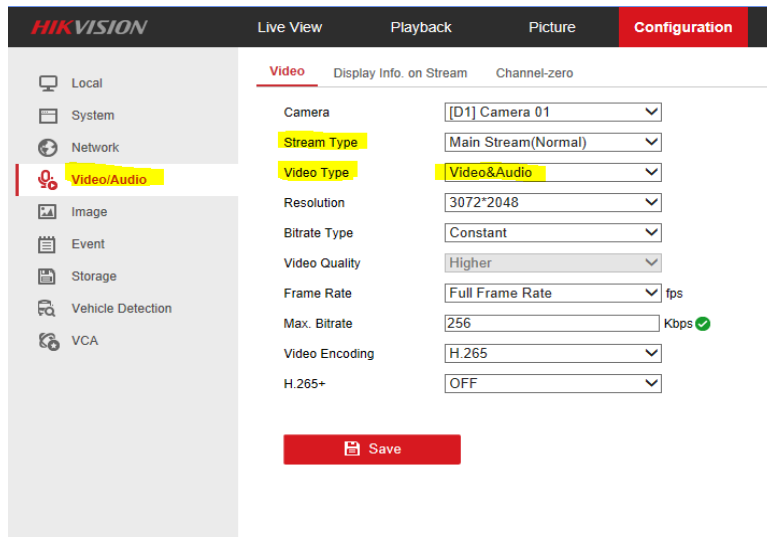 HIKVISION Live View Playback Picture Configuration
Local
System
Network
Video/Audio
Image
Event
Storage
Vehicle Detection
VCA
Video Display Info. on Stream Channel-zero
Camera [D1] Camera 01
Stream Type Main Stream(Normal)
Video Type Video&Audio
Resolution 3072*2048
Bitrate Type Constant
Video Quality Higher
Frame Rate Full Frame Rate fps
Max. Bitrate 256 Kbps
Video Encoding H.265
H.265+ OFF
Save